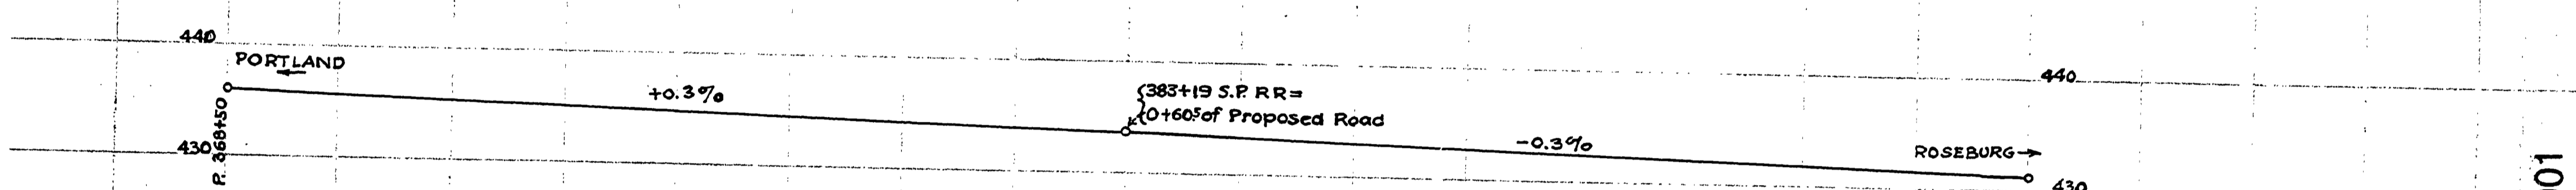 440
PORTLAND
+0.3%
383+19 S.P. RR=
0+60.5 of Proposed Road
-0.3%
440
ROSEBURG
430
P. 368+50
430